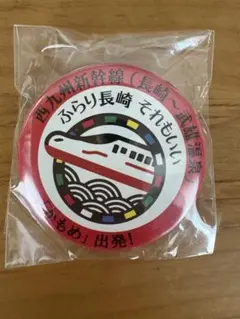 西九州新幹線（長崎～武雄温泉）
ふらり長崎 それもいい
「かもめ」出発！